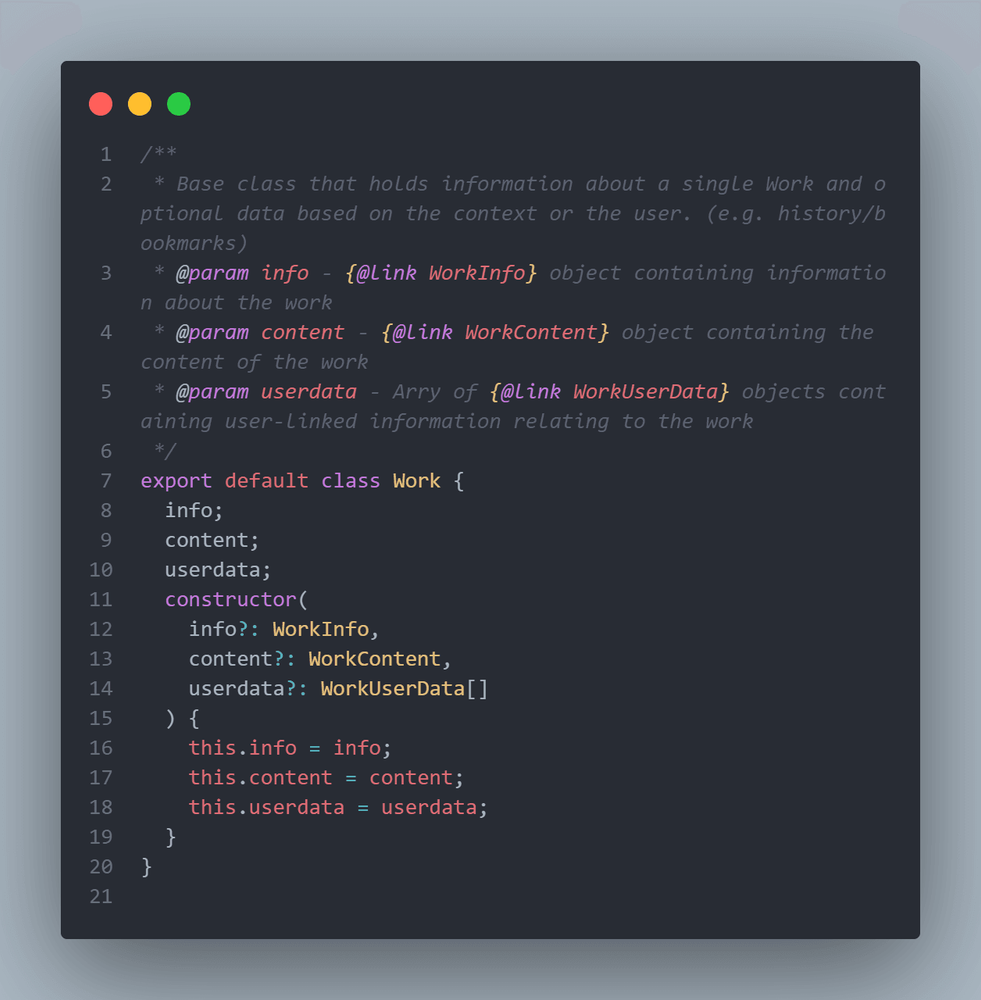 1 /**
2  * Base class that holds information about a single Work and o
ptional data based on the context or the user. (e.g. history/b
ookmarks)
3  * @param info - {@link WorkInfo} object containing informatio
n about the work
4  * @param content - {@link WorkContent} object containing the
content of the work
5  * @param userdata - Arry of {@link WorkUserData} objects cont
aining user-linked information relating to the work
6  */
7 export default class Work {
8   info;
9   content;
10   userdata;
11   constructor(
12     info?: WorkInfo,
13     content?: WorkContent,
14     userdata?: WorkUserData[]
15   ) {
16     this.info = info;
17     this.content = content;
18     this.userdata = userdata;
19   }
20 }
21